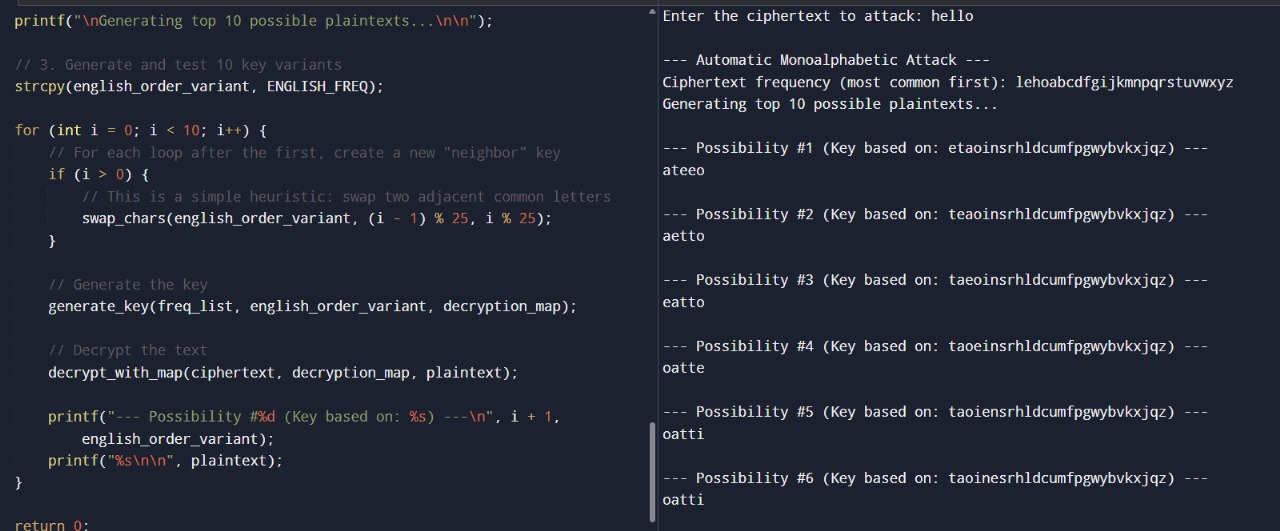 printf("\nGenerating top 10 possible plaintexts...\n\n");
// 3. Generate and test 10 key variants
strcpy(english_order_variant, ENGLISH_FREQ);
for (int i = 0; i < 10; i++) {
// For each loop after the first, create a new "neighbor" key
if (i > 0) {
// This is a simple heuristic: swap two adjacent common letters
swap_chars(english_order_variant, (i - 1) % 25, i % 25);
}
// Generate the key
generate_key(freq_list, english_order_variant, decryption_map);
// Decrypt the text
decrypt_with_map(ciphertext, decryption_map, plaintext);
printf("--- Possibility #%d (Key based on: %s) ---\n", i + 1,
english_order_variant);
printf("%s\n\n", plaintext);
}
return 0;
Enter the ciphertext to attack: hello
--- Automatic Monoalphabetic Attack ---
Ciphertext frequency (most common first): lehoabcdfgijkmnpqrstuvwxyz
Generating top 10 possible plaintexts...
--- Possibility #1 (Key based on: etaoinsrhldcumfpgwybvkxjqz) ---
ateeo
--- Possibility #2 (Key based on: teaoinsrhldcumfpgwybvkxjqz) ---
aetto
--- Possibility #3 (Key based on: taeoinsrhldcumfpgwybvkxjqz) ---
eatto
--- Possibility #4 (Key based on: taoeinsrhldcumfpgwybvkxjqz) ---
oatte
--- Possibility #5 (Key based on: taoiensrhldcumfpgwybvkxjqz) ---
oatti
--- Possibility #6 (Key based on: taoinesrhldcumfpgwybvkxjqz) ---
oatti